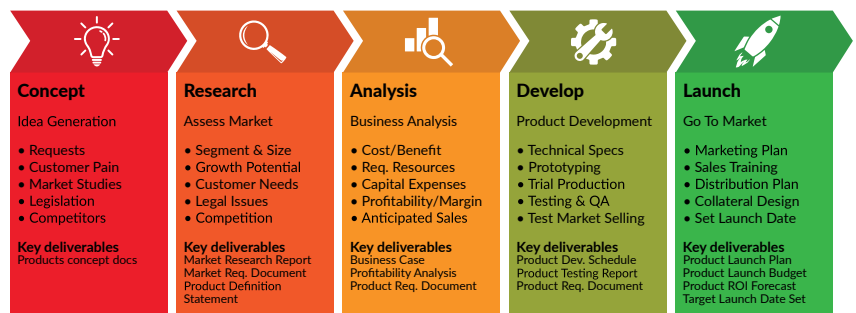 Concept
Idea Generation
• Requests
• Customer Pain
• Market Studies
• Legislation
• Competitors
Key deliverables
Products concept docs
Research
Assess Market
• Segment & Size
• Growth Potential
• Customer Needs
• Legal Issues
• Competition
Key deliverables
Market Research Report
Market Req. Document
Product Definition
Statement
Analysis
Business Analysis
• Cost/Benefit
• Req. Resources
• Capital Expenses
• Profitability/Margin
• Anticipated Sales
Key deliverables
Business Case
Profitability Analysis
Product Req. Document
Develop
Product Development
• Technical Specs
• Prototyping
• Trial Production
• Testing & QA
• Test Market Selling
Key deliverables
Product Dev. Schedule
Product Testing Report
Product Req. Document
Launch
Go To Market
• Marketing Plan
• Sales Training
• Distribution Plan
• Collateral Design
• Set Launch Date
Key deliverables
Product Launch Plan
Product Launch Budget
Product ROI Forecast
Target Launch Date Set